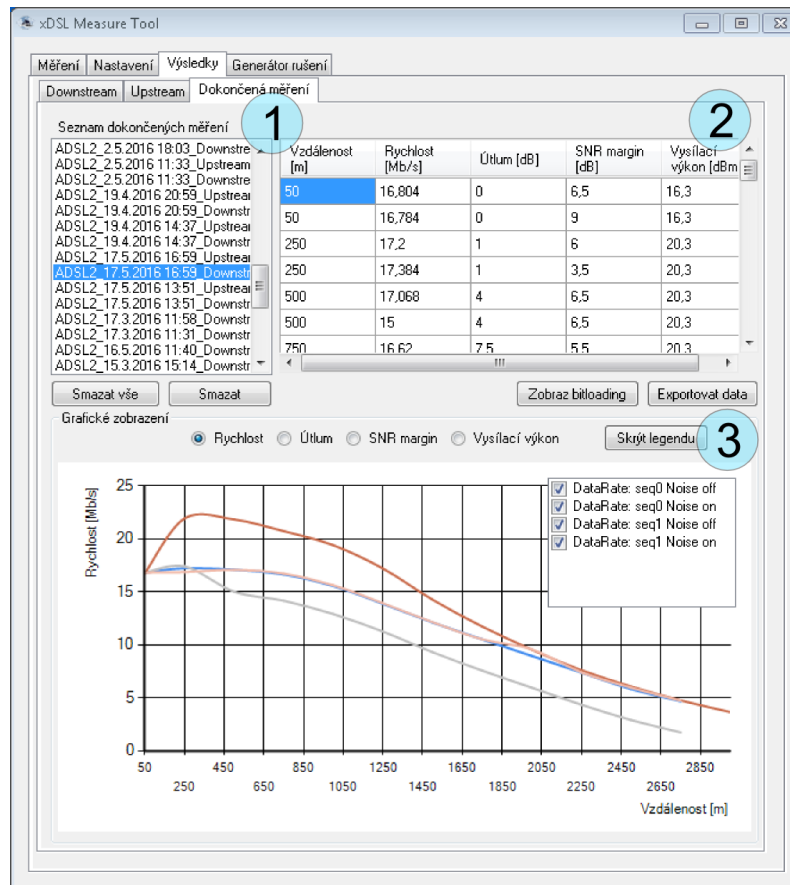 xDSL Measure Tool
Měření Nastavení Výsledky Generátor rušení
Downstream Upstream Dokončená měření
1
2
Seznam dokončených měření
ADSL2_2.5.2016 18:03_Downstre
ADSL2_2.5.2016 11:33_Upstream
ADSL2_2.5.2016 11:33_Downstre
ADSL2_19.4.2016 20:59_Upstrear
ADSL2_19.4.2016 20:59_Downstr
ADSL2_19.4.2016 14:37_Upstrear
ADSL2_19.4.2016 14:37_Downstr
ADSL2_17.5.2016 16:59_Upstrear
ADSL2_17.5.2016 16:59_Downstr
ADSL2_17.5.2016 13:51_Upstrear
ADSL2_17.5.2016 13:51_Downstr
ADSL2_17.3.2016 11:58_Downstr
ADSL2_17.3.2016 11:31_Downstr
ADSL2_16.5.2016 11:40_Downstr
ADSL2_15.3.2016 15:14_Downstr
Vzdálenost [m] Rychlost [Mb/s] Útlum [dB] SNR margin [dB] Vysílací výkon [dBm
50 16,804 0 6,5 16,3
50 16,784 0 9 16,3
250 17,2 1 6 20,3
250 17,384 1 3,5 20,3
500 17,068 4 6,5 20,3
500 15 4 6,5 20,3
750 16,62 7,5 5,5 20,3
Smazat vše Smazat Zobraz bitloading Exportovat data
Grafické zobrazení
Rychlost Útlum SNR margin Vysílací výkon Skrýt legendu 3
DataRate: seq0 Noise off
DataRate: seq0 Noise on
DataRate: seq1 Noise off
DataRate: seq1 Noise on
Rychlost [Mb/s]
25
20
15
10
5
0
50 450 850 1250 1650 2050 2450 2850
250 650 1050 1450 1850 2250 2650
Vzdálenost [m]